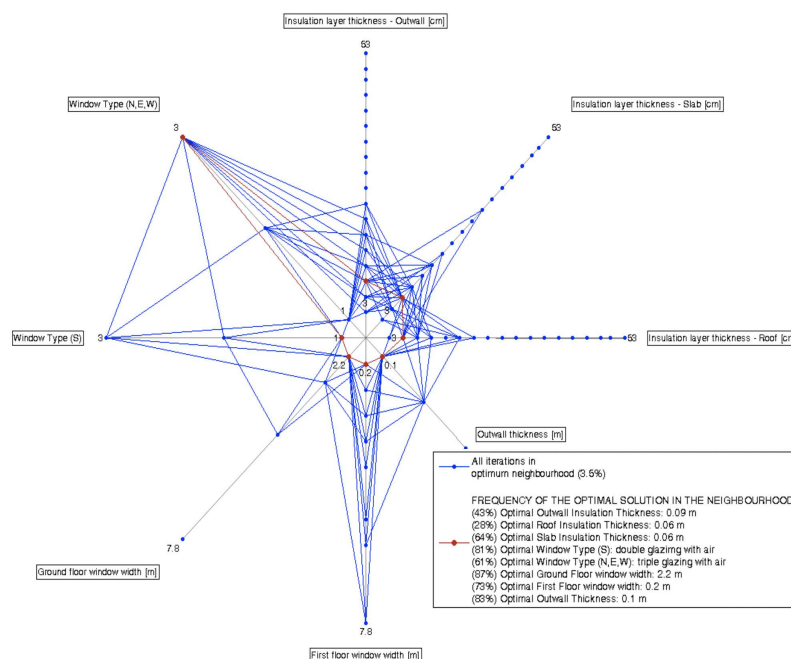 Insulation layer thickness - Outwall [cm]
53
Window Type (N,E,W)
Insulation layer thickness - Slab [cm]
3
53
3
1
3
Window Type (S)
3
1
3
53
Insulation layer thickness - Roof [cm
2.2
0.2
0.1
Outwall thickness [m]
All iterations in
optimum neighbourhood (3.5%)
FREQUENCY OF THE OPTIMAL SOLUTION IN THE NEIGHBOURHOOD
(43%) Optimal Outwall Insulation Thickness: 0.09 m
(28%) Optimal Roof Insulation Thickness: 0.06 m
(64%) Optimal Slab Insulation Thickness: 0.06 m
(81%) Optimal Window Type (S): double glazirng with air
(61%) Optimal Window Type (N,E,W): triple glazing with air
(87%) Optimal Ground Floor window width: 2.2 m
(73%) Optimal First Floor window width: 0.2 m
(83%) Optimal Outwall Thickness: 0.1 m
7.8
Ground floor window width [m]
7.8
First floor window width [m]